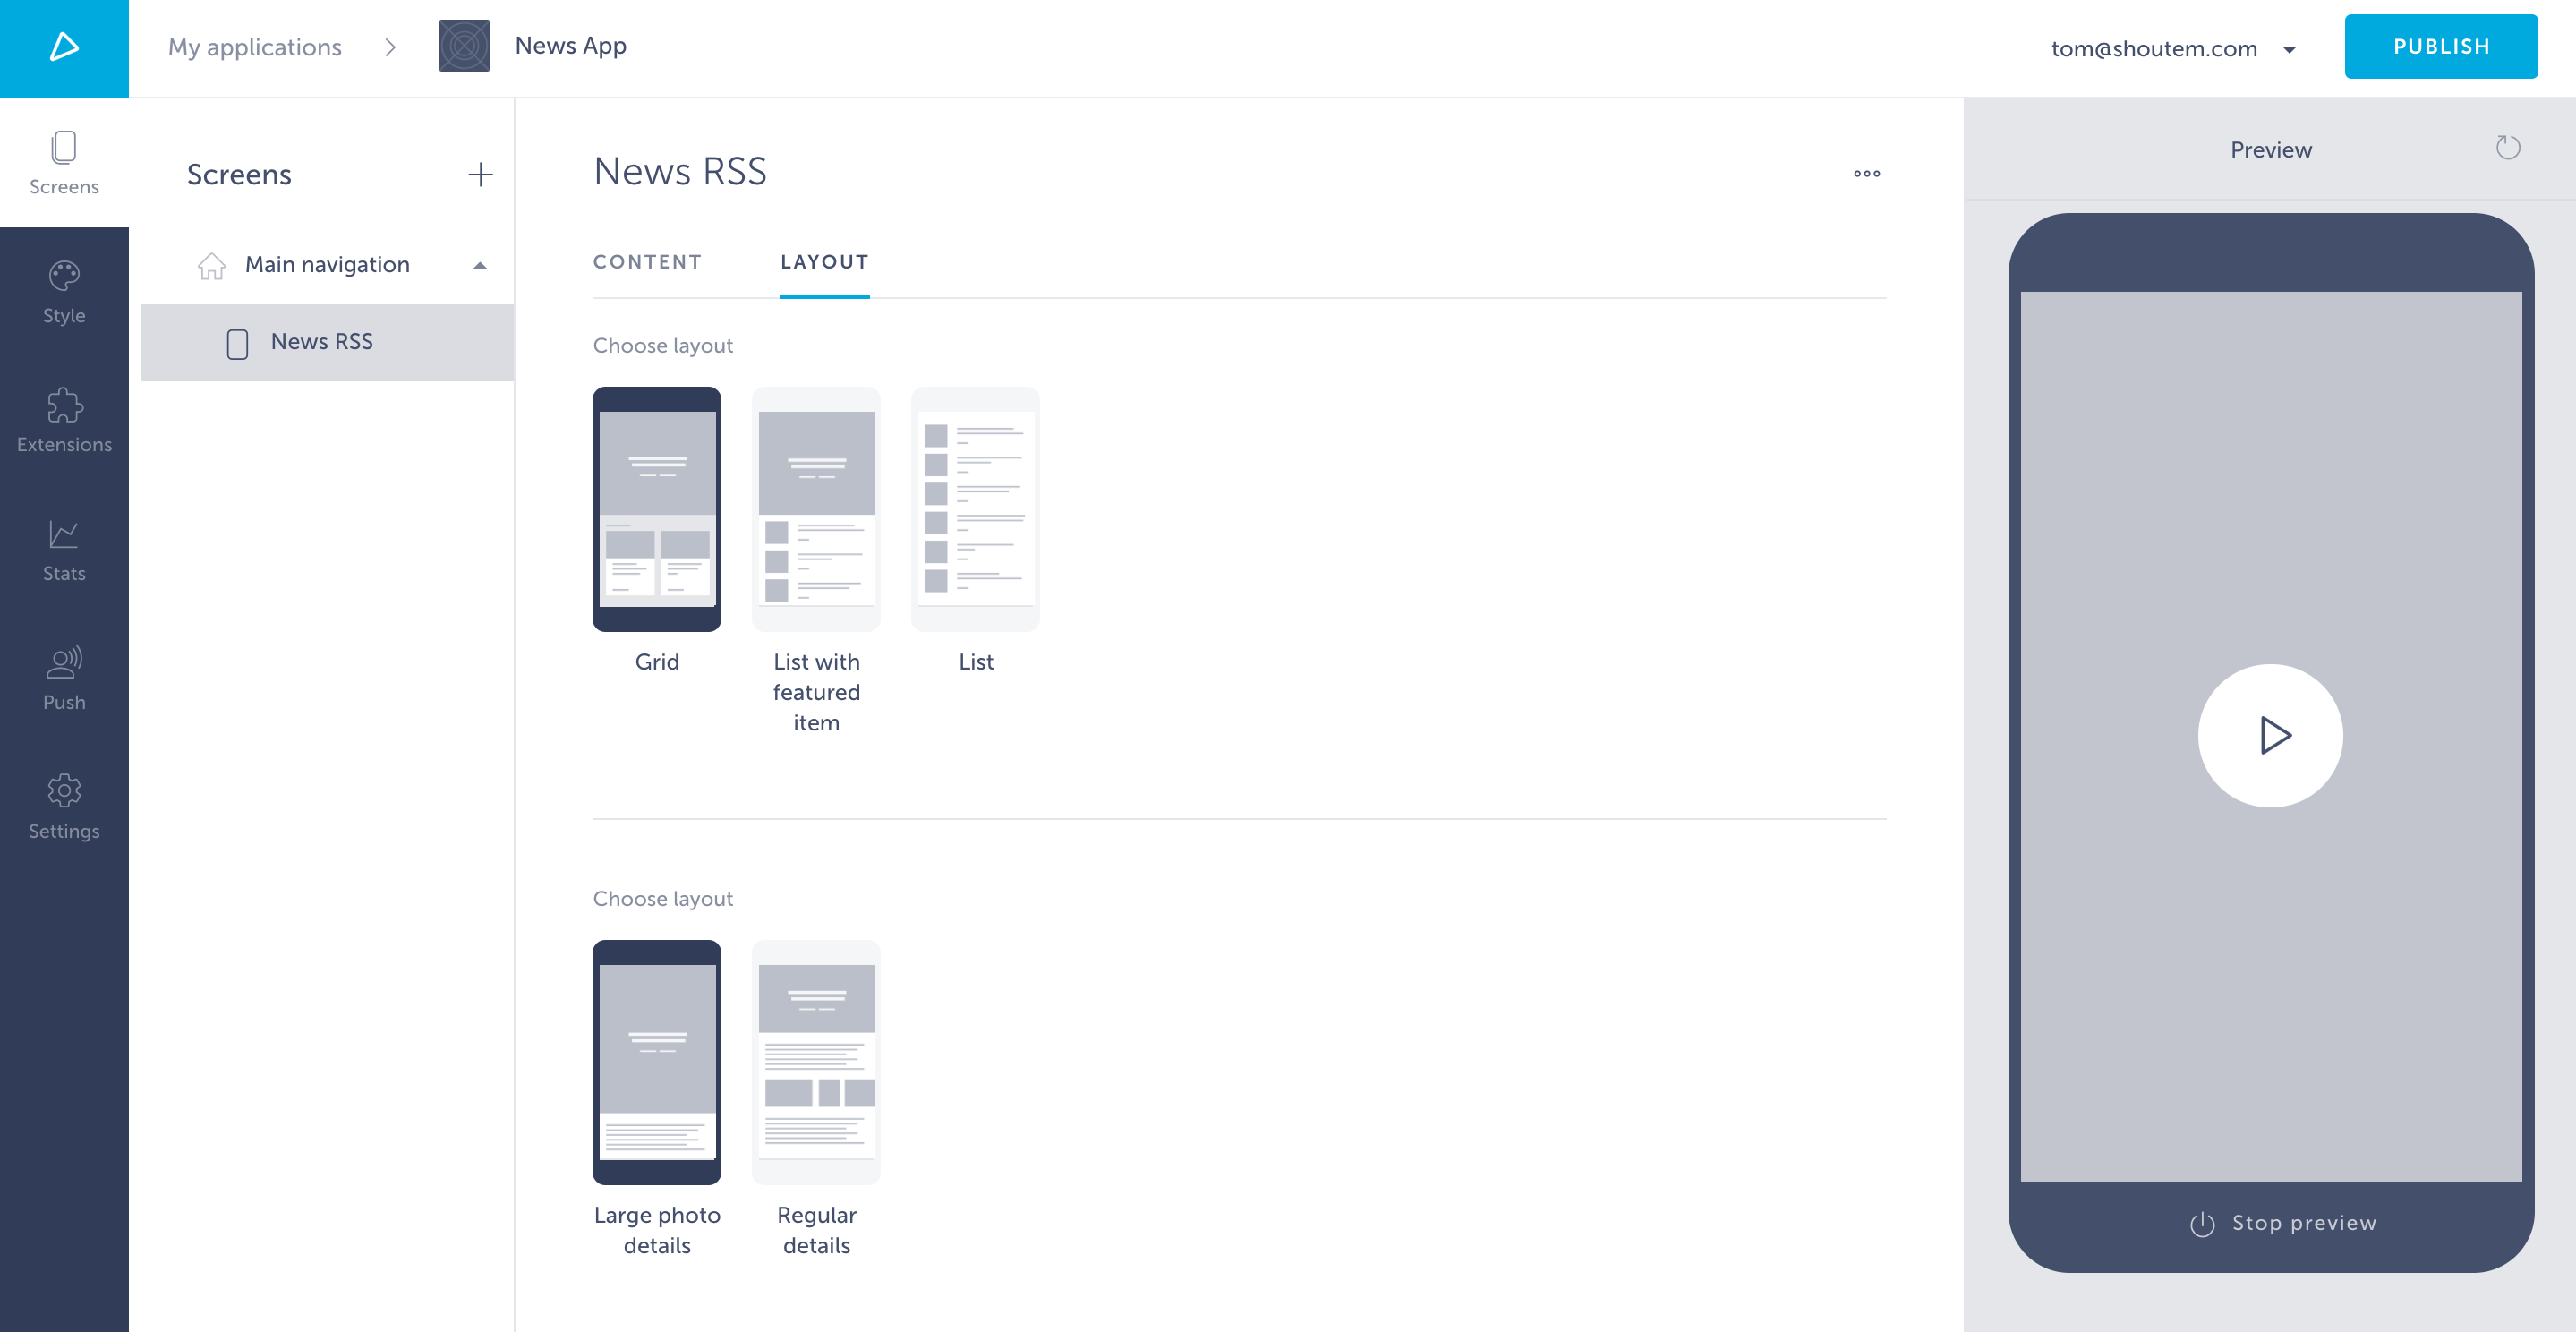 My applications
News App
tom@shoutem.com
PUBLISH
Screens
Style
Extensions
Stats
Push
Settings
Screens
Main navigation
News RSS
News RSS
CONTENT
LAYOUT
Choose layout
Grid
List with
featured
item
List
Choose layout
Large photo
details
Regular
details
Preview
Stop preview